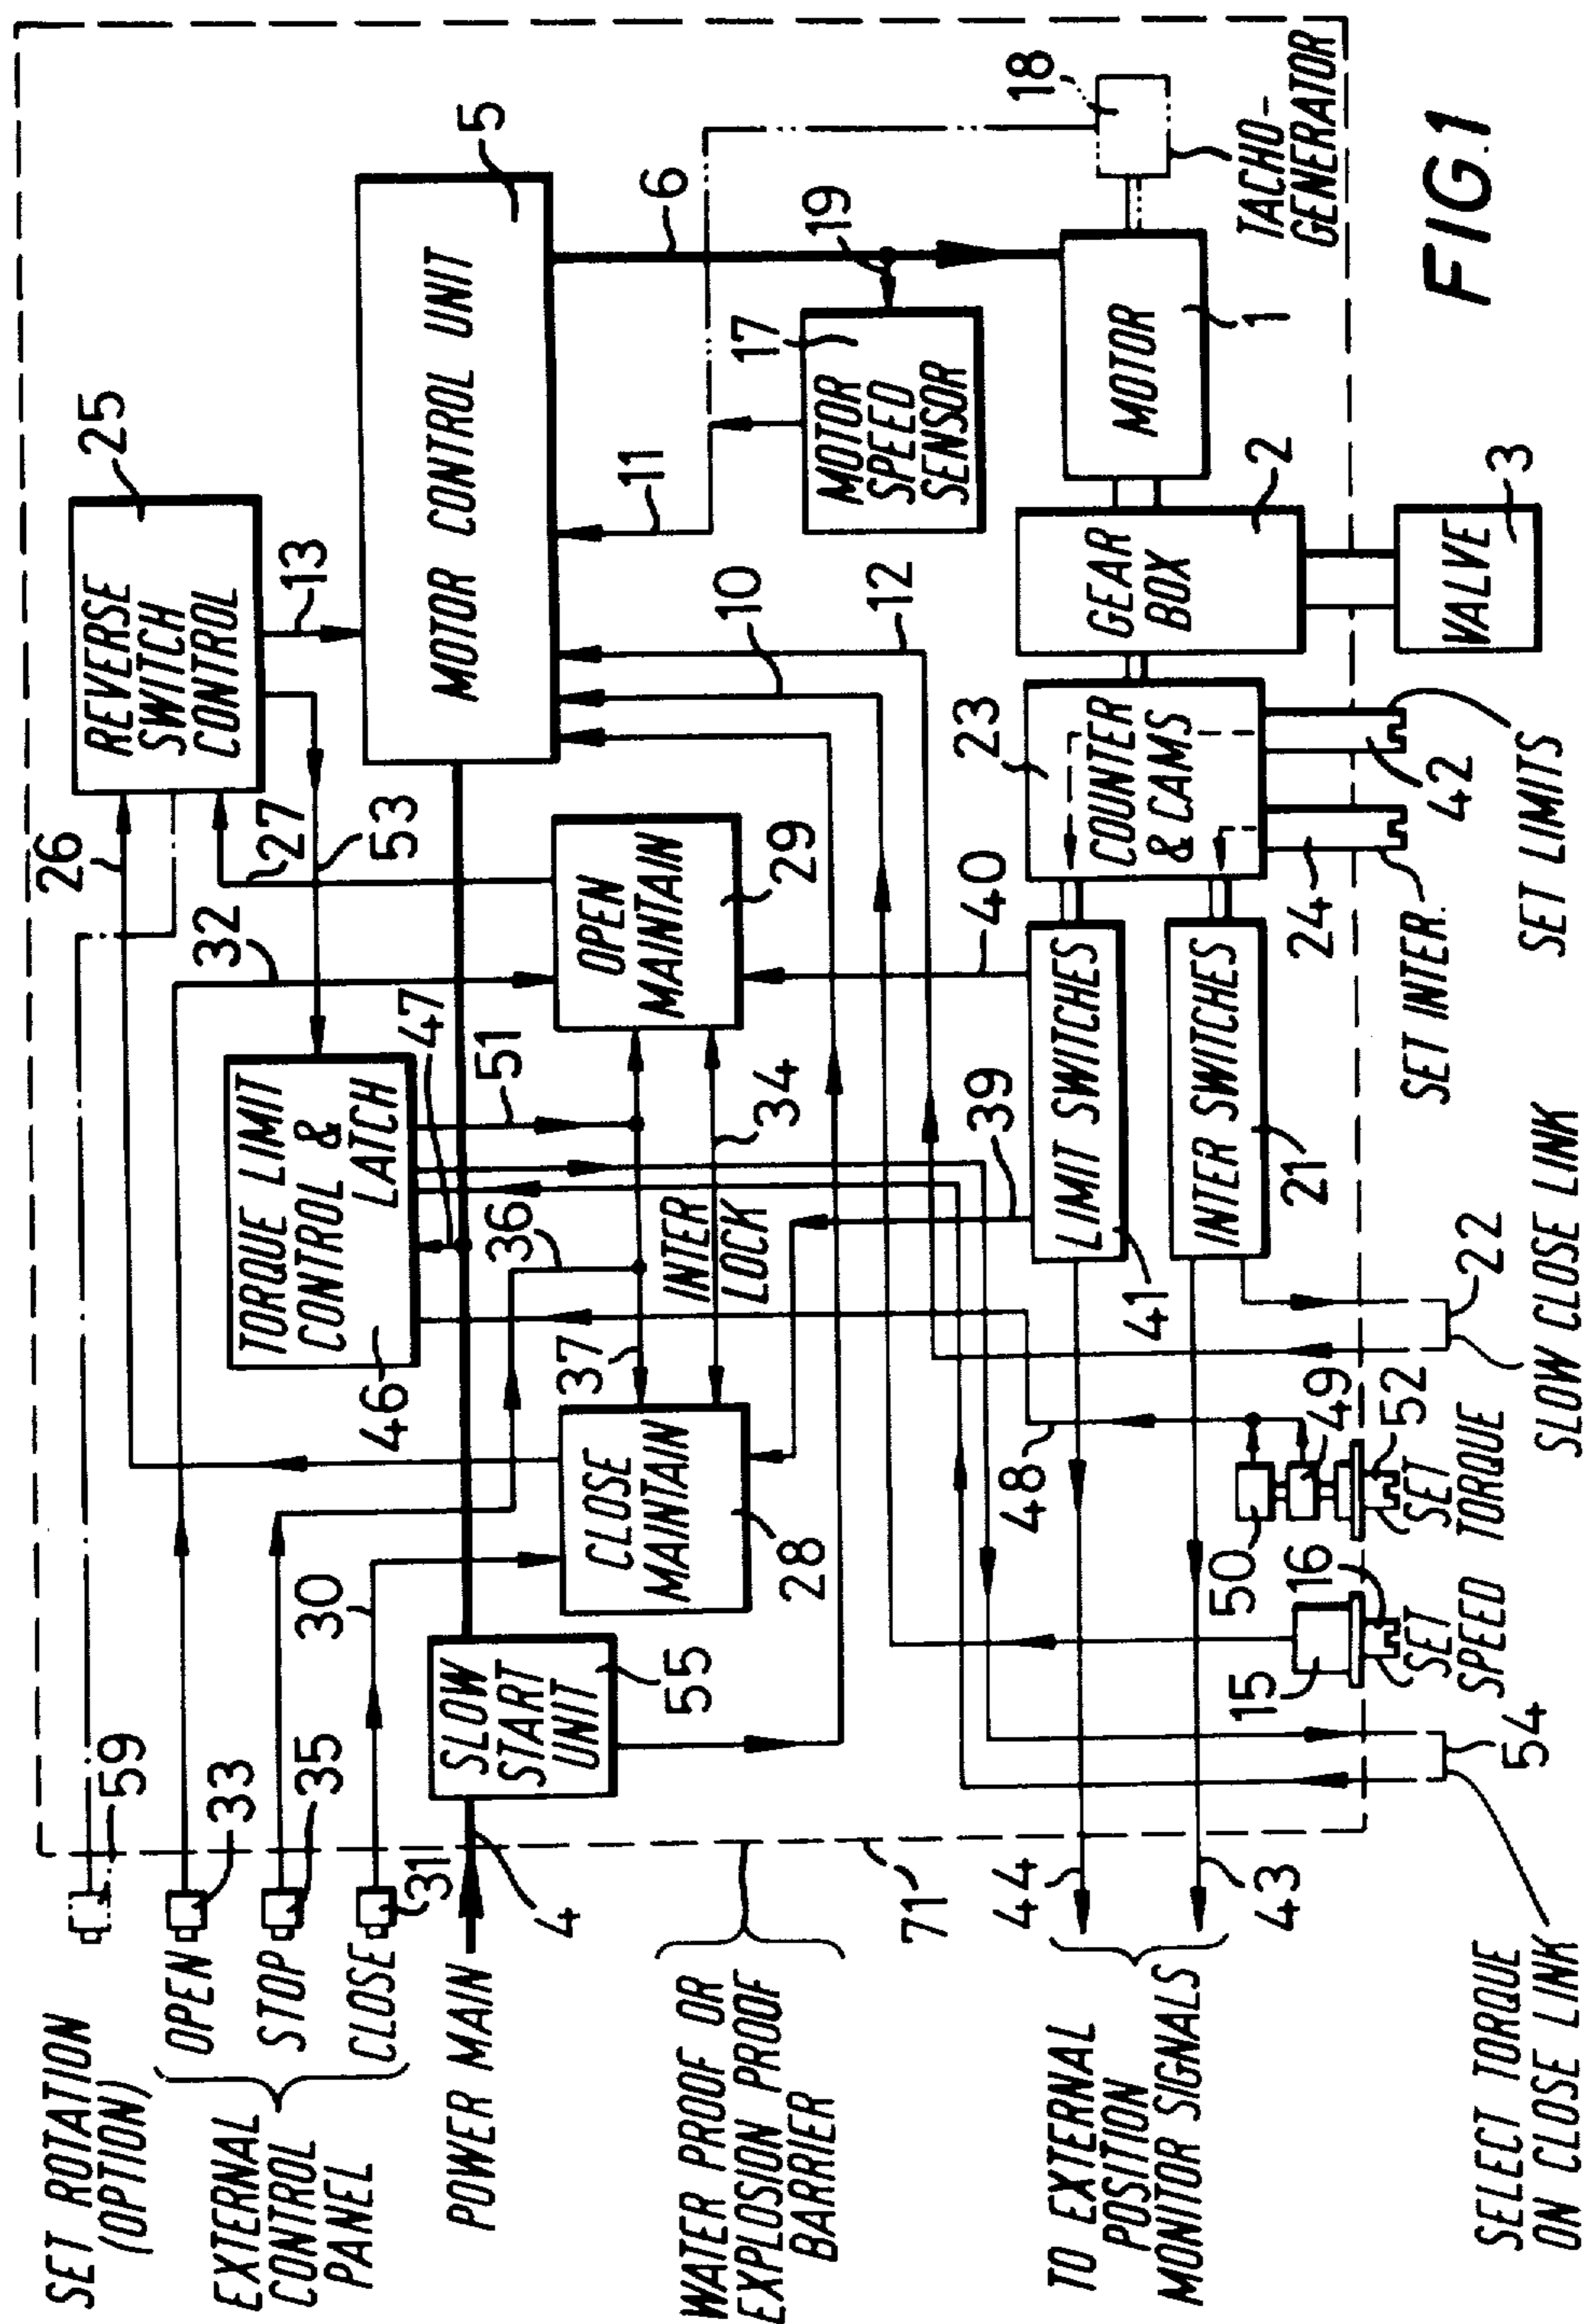 SET ROTATION
(OPTION)
59
EXTERNAL
CONTROL
PANEL
OPEN
33
STOP
35
CLOSE
31
POWER MAIN
4
WATER PROOF OR
EXPLOSION PROOF
BARRIER
71
TO EXTERNAL
POSITION
MONITOR SIGNALS
44
43
SELECT TORQUE
ON CLOSE LINK
54
30
SLOW
START
UNIT
55
CLOSE
MAINTAIN
28
26
32
27
53
TORQUE LIMIT
CONTROL &
LATCH
46
47
51
36
37
INTER
LOCK
34
OPEN
MAINTAIN
29
REVERSE
SWITCH
CONTROL
25
13
MOTOR CONTROL UNIT
5
6
11
10
12
19
17
MOTOR
SPEED
SENSOR
18
TACHO-
GENERATOR
MOTOR
1
GEAR
BOX
2
VALVE
3
23
COUNTER
& CAMS
40
39
LIMIT SWITCHES
41
INTER SWITCHES
21
24
42
SET INTER.
SET LIMITS
22
SLOW CLOSE LINK
48
50
49
52
SET
TORQUE
15
16
SET
SPEED
FIG.1